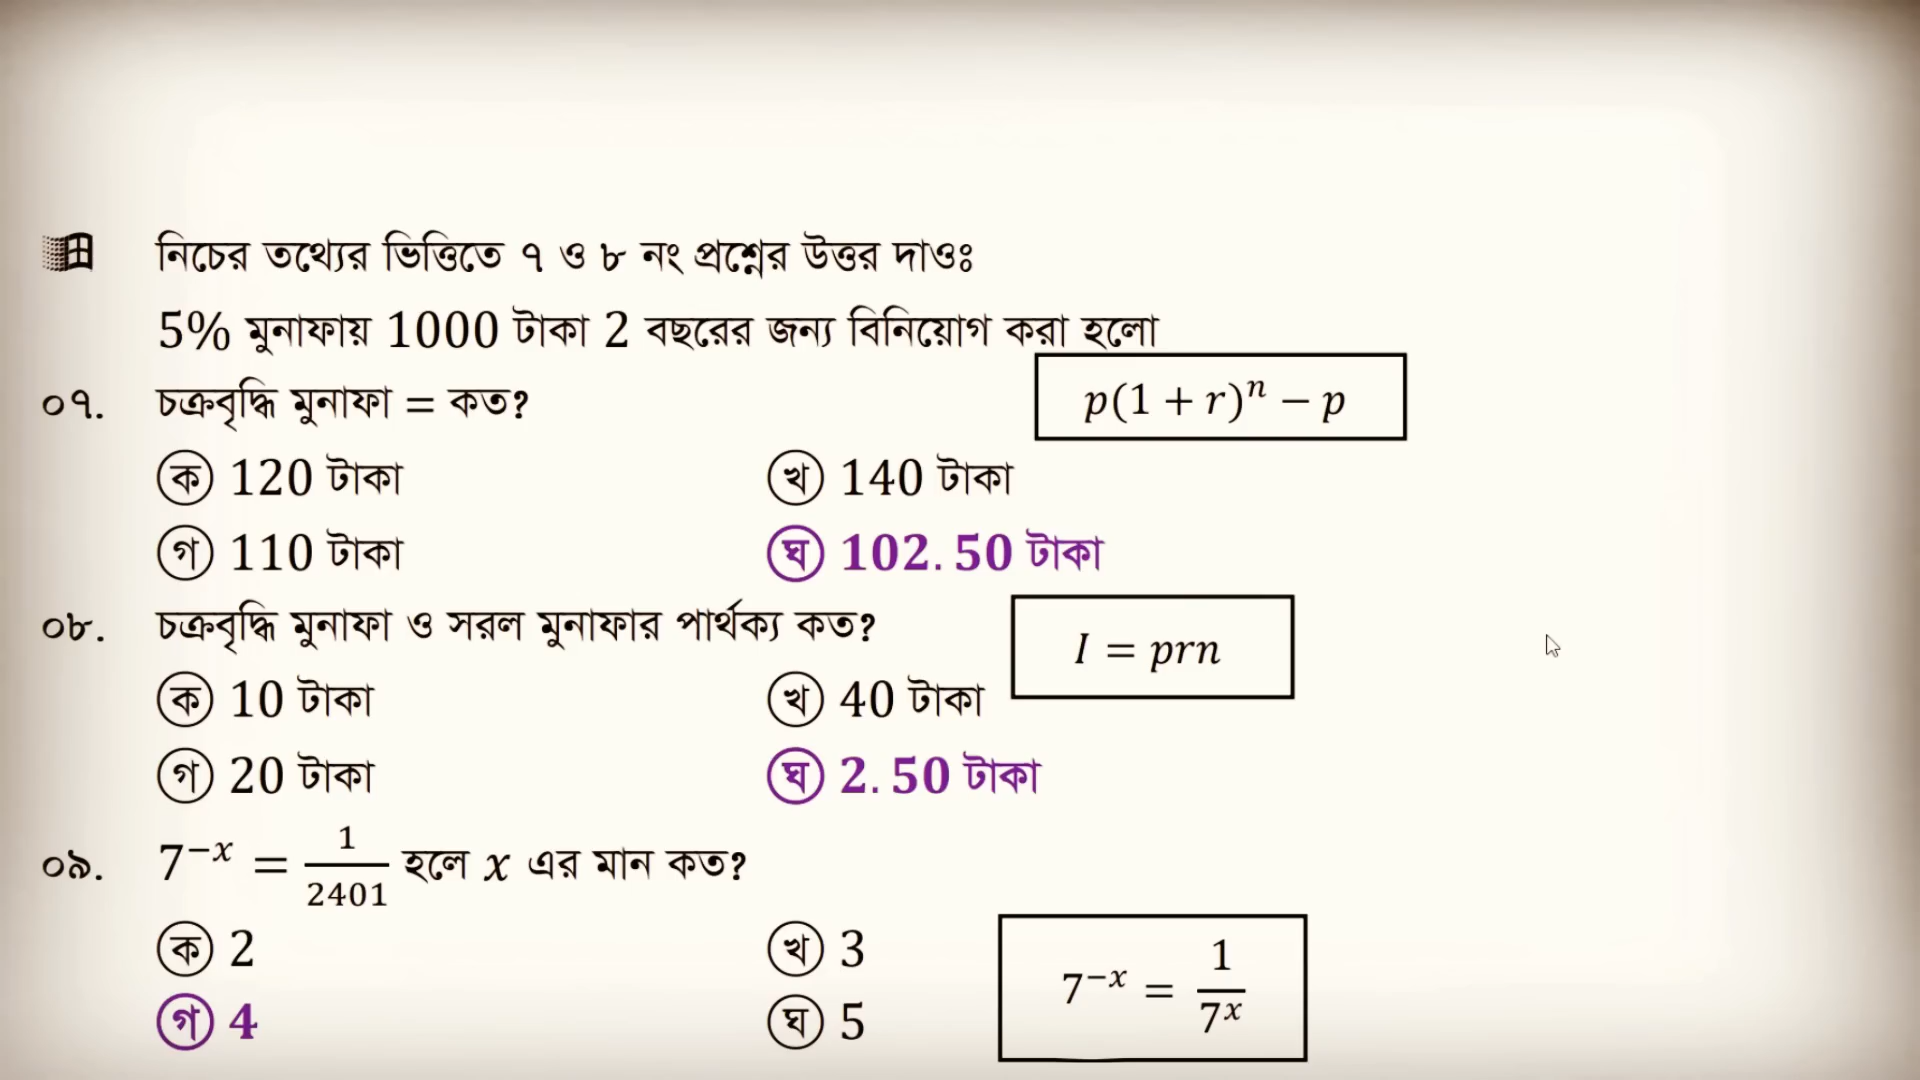 নিচের তথ্যের ভিত্তিতে ৭ ও ৮ নং প্রশ্নের উত্তর দাওঃ
5% মুনাফায় 1000 টাকা 2 বছরের জন্য বিনিয়োগ করা হলো
০৭. চক্রবৃদ্ধি মুনাফা = কত? p(1 + r)ⁿ − p
ক 120 টাকা খ 140 টাকা
গ 110 টাকা ঘ 102.50 টাকা
০৮. চক্রবৃদ্ধি মুনাফা ও সরল মুনাফার পার্থক্য কত? I = prn
ক 10 টাকা খ 40 টাকা
গ 20 টাকা ঘ 2.50 টাকা
০৯. 7⁻ˣ = 1/2401 হলে x এর মান কত?
ক 2 খ 3
গ 4 ঘ 5
7⁻ˣ = 1/7ˣ